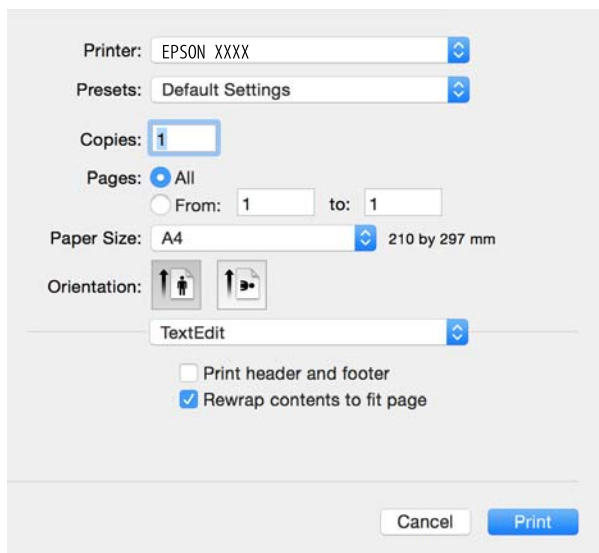 Printer: EPSON XXXX
Presets: Default Settings
Copies: 1
Pages: All
From: 1 to: 1
Paper Size: A4 210 by 297 mm
Orientation:
TextEdit
Print header and footer
Rewrap contents to fit page
Cancel Print